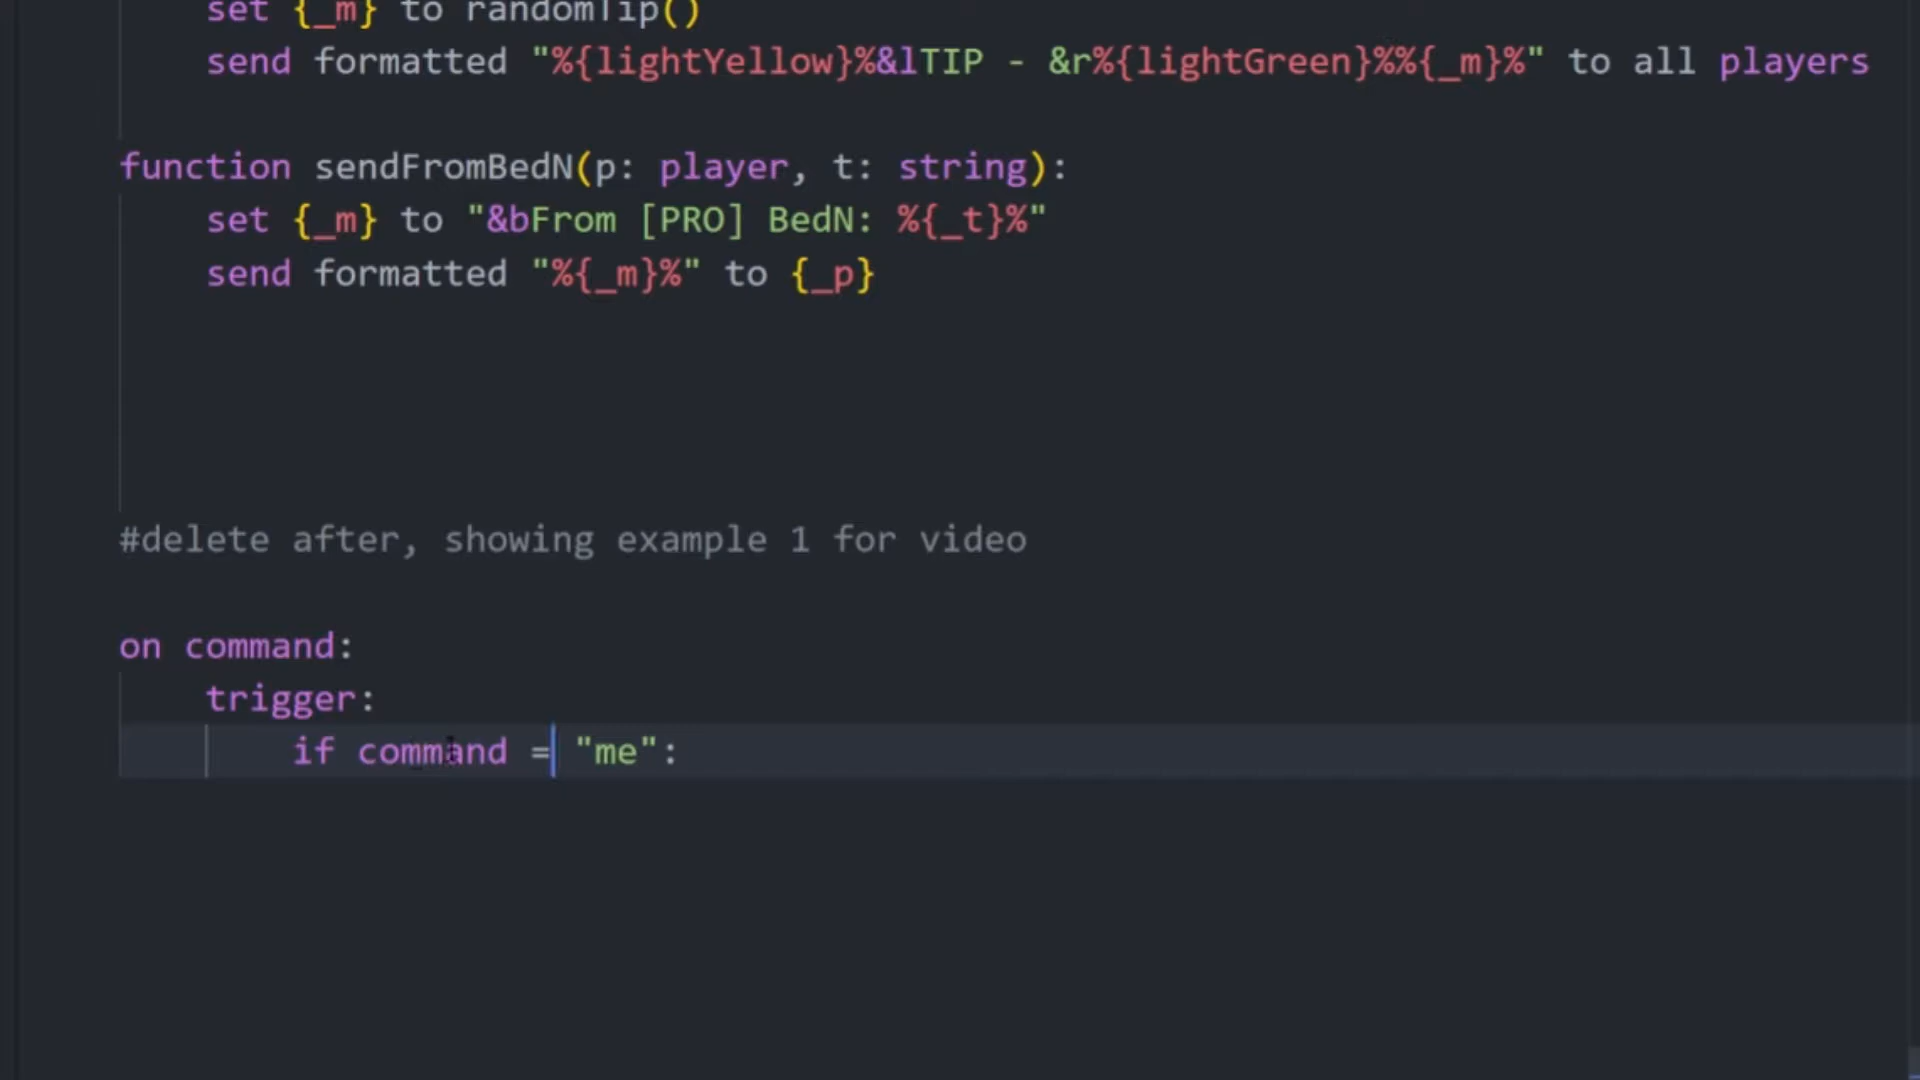 set {_m} to randomTip()
send formatted "%{lightYellow}%&lTIP - &r%{lightGreen}%%{_m}%" to all players
function sendFromBedN(p: player, t: string):
set {_m} to "&bFrom [PRO] BedN: %{_t}%"
send formatted "%{_m}%" to {_p}
#delete after, showing example 1 for video
on command:
trigger:
if command = "me":